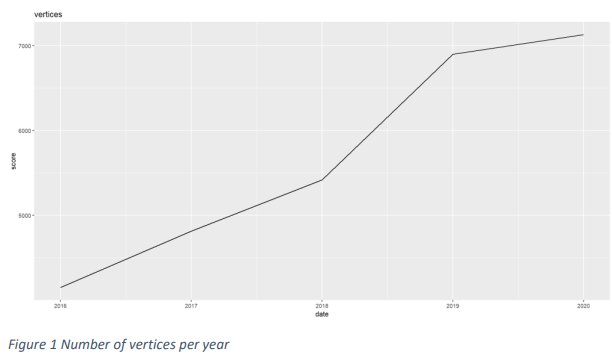 vertices
7000
6000
score
5000
2016
2017
2018
2019
2020
date
Figure 1 Number of vertices per year